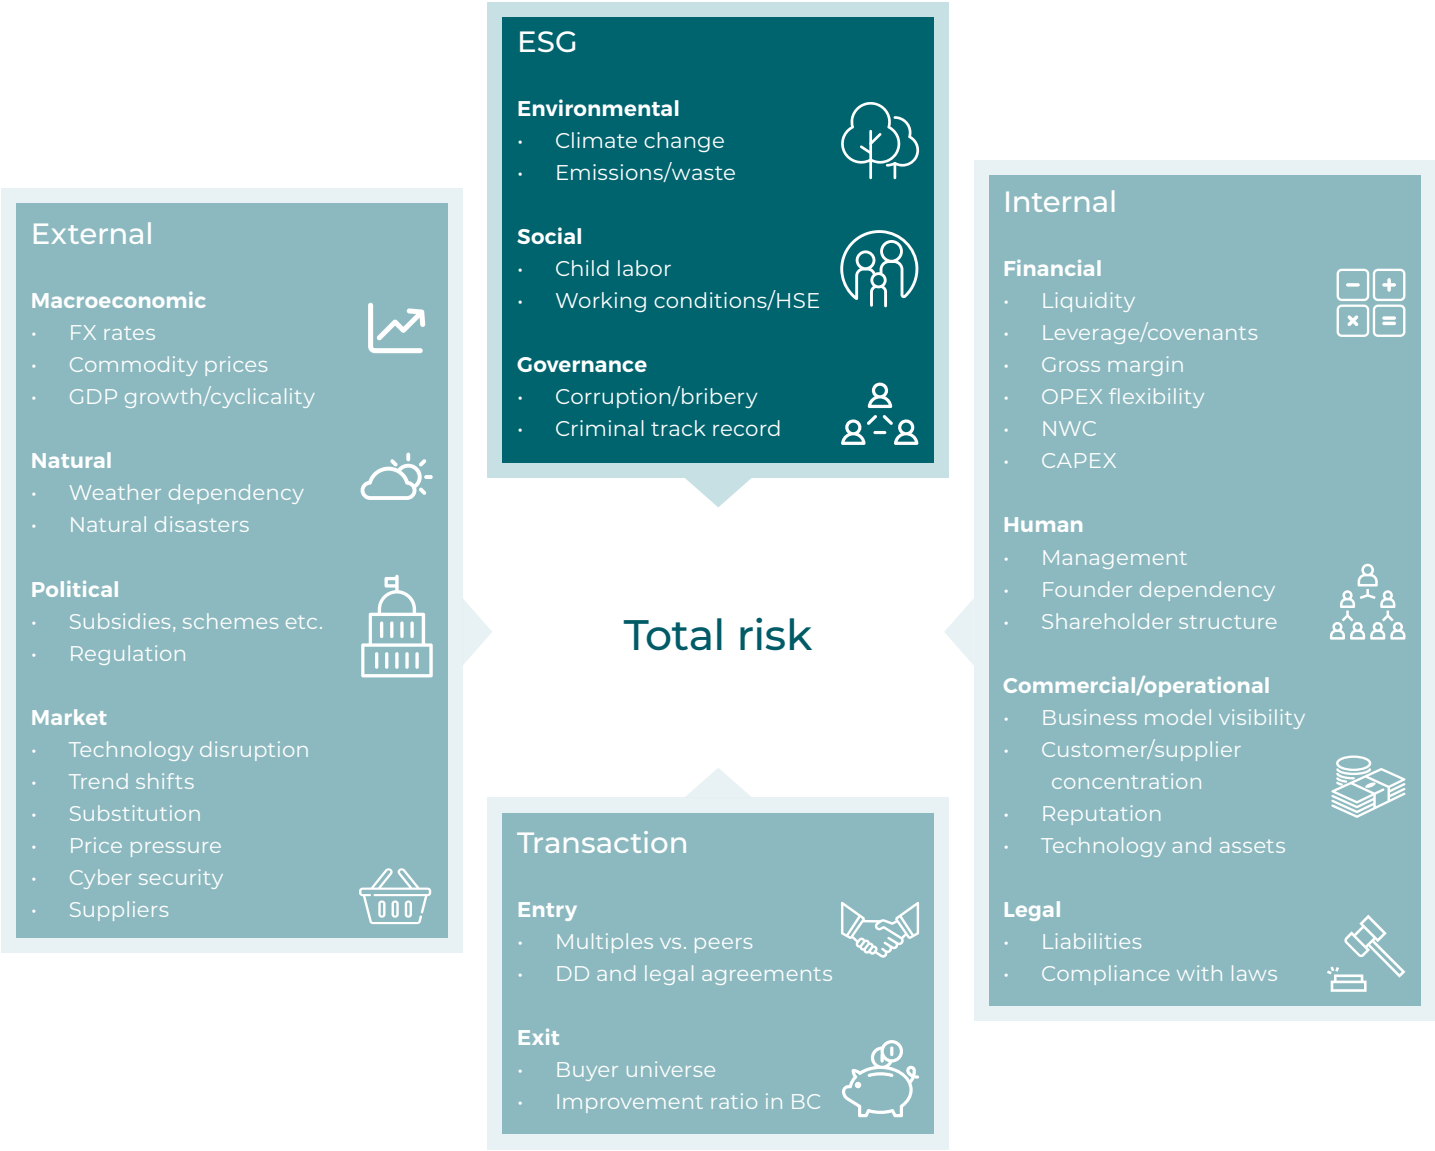 ESG
Environmental
• Climate change
• Emissions/waste
Social
• Child labor
• Working conditions/HSE
Governance
• Corruption/bribery
• Criminal track record
External
Macroeconomic
• FX rates
• Commodity prices
• GDP growth/cyclicality
Natural
• Weather dependency
• Natural disasters
Political
• Subsidies, schemes etc.
• Regulation
Market
• Technology disruption
• Trend shifts
• Substitution
• Price pressure
• Cyber security
• Suppliers
Total risk
Internal
Financial
• Liquidity
• Leverage/covenants
• Gross margin
• OPEX flexibility
• NWC
• CAPEX
Human
• Management
• Founder dependency
• Shareholder structure
Commercial/operational
• Business model visibility
• Customer/supplier
concentration
• Reputation
• Technology and assets
Legal
• Liabilities
• Compliance with laws
Transaction
Entry
• Multiples vs. peers
• DD and legal agreements
Exit
• Buyer universe
• Improvement ratio in BC